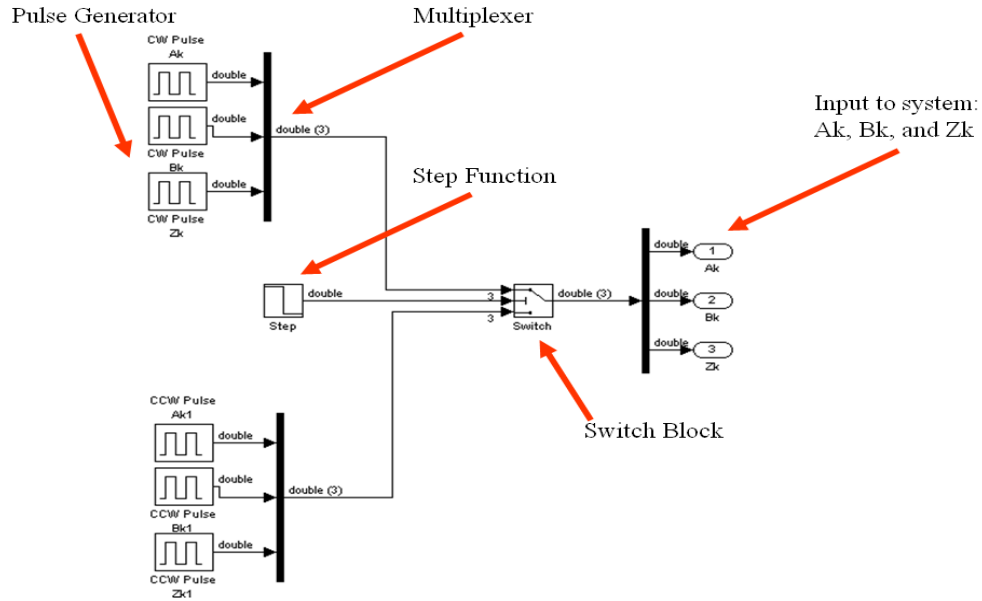 Pulse Generator
Multiplexer
CW Pulse
Ak
double
double
CW Pulse
Bk
double
CW Pulse
Zk
double (3)
Input to system:
Ak, Bk, and Zk
Step Function
double
Step
3
3
Switch
double (3)
double
1
Ak
double
2
Bk
double
3
Zk
Switch Block
CCW Pulse
Ak1
double
double
CCW Pulse
Bk1
double
CCW Pulse
Zk1
double (3)